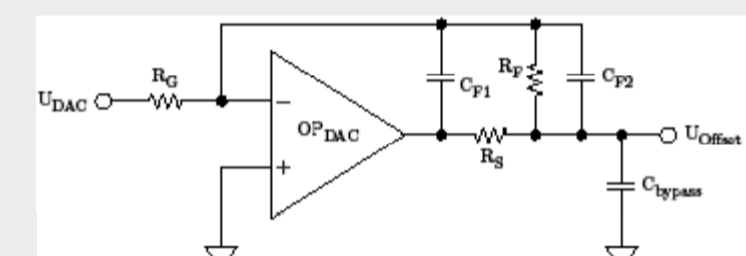 U_DAC
R_G
−
+
OP_DAC
C_F1
R_F
C_F2
R_S
U_Offset
C_bypass